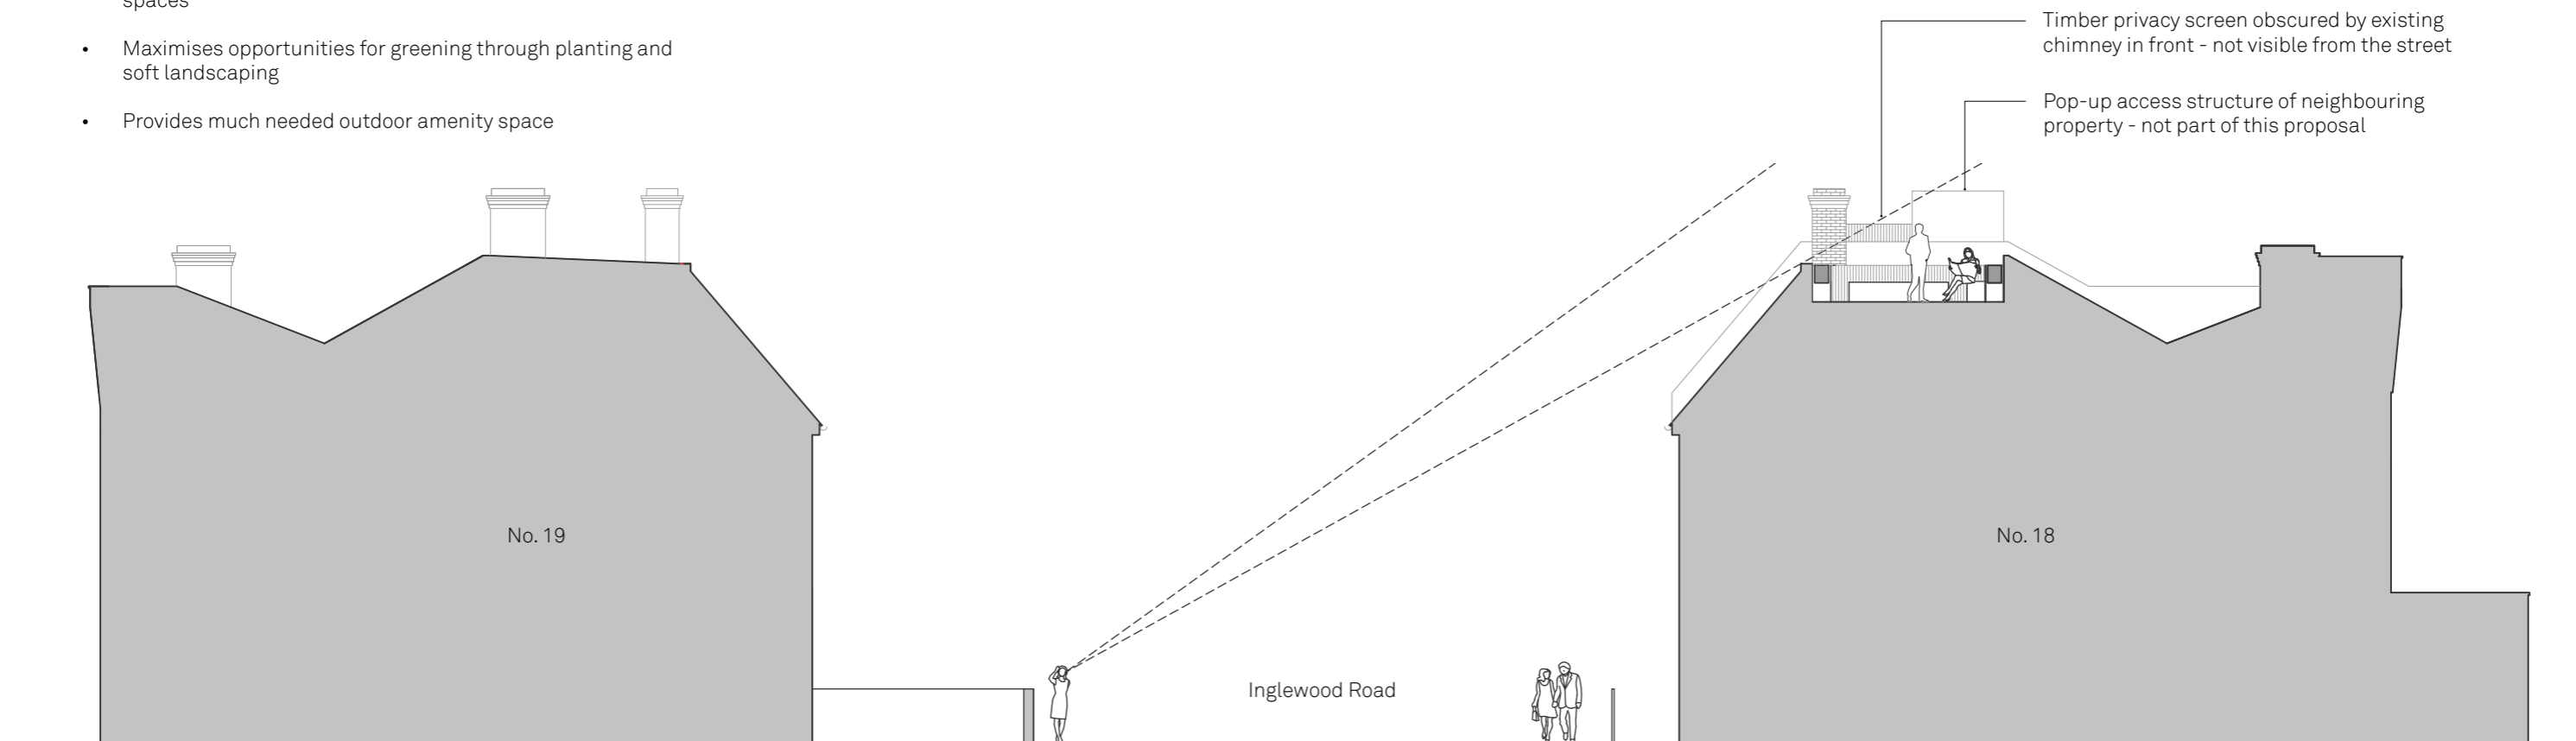 spaces
• Maximises opportunities for greening through planting and
soft landscaping
• Provides much needed outdoor amenity space
Timber privacy screen obscured by existing
chimney in front - not visible from the street
Pop-up access structure of neighbouring
property - not part of this proposal
No. 19
No. 18
Inglewood Road